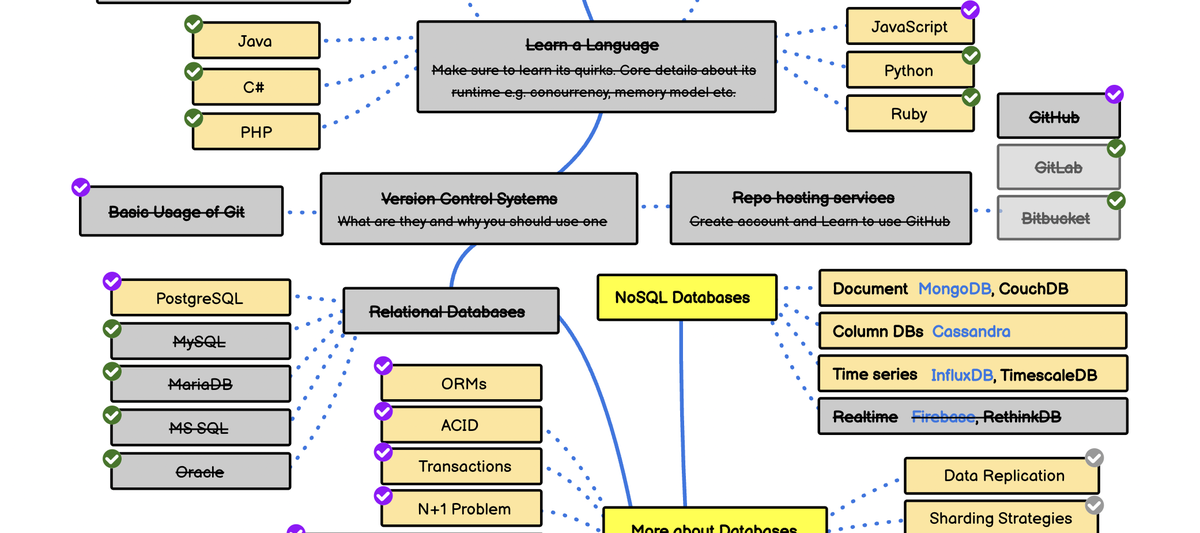 Learn a Language
Make sure to learn its quirks. Core details about its
runtime e.g. concurrency, memory model etc.
Java
C#
PHP
JavaScript
Python
Ruby
GitHub
GitLab
Bitbucket
Basic Usage of Git
Version Control Systems
What are they and why you should use one
Repo hosting services
Create account and Learn to use GitHub
PostgreSQL
MySQL
MariaDB
MS SQL
Oracle
Relational Databases
NoSQL Databases
Document MongoDB, CouchDB
Column DBs Cassandra
Time series InfluxDB, TimescaleDB
Realtime Firebase, RethinkDB
ORMs
ACID
Transactions
N+1 Problem
More about Databases
Data Replication
Sharding Strategies